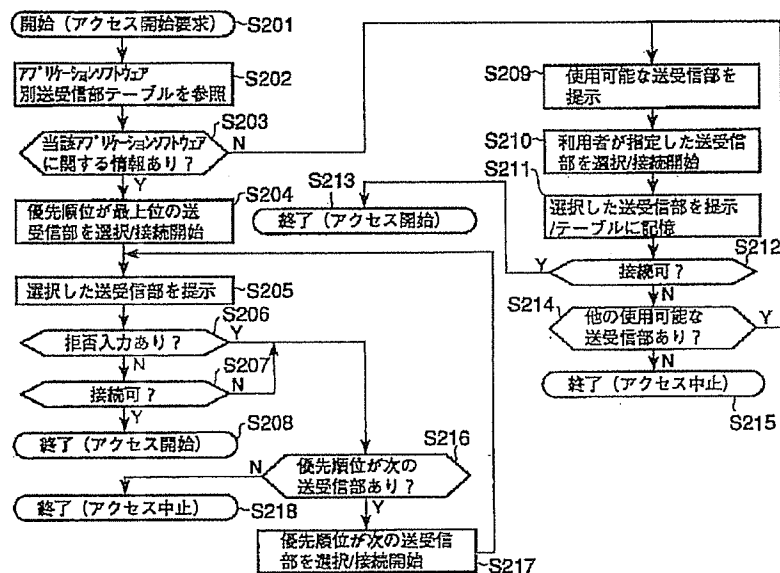 開始（アクセス開始要求）
S201
アプリケーションソフトウェア
別送受信部テーブルを参照
S202
当該アプリケーションソフトウェア
に関する情報あり？
S203
N
Y
優先順位が最上位の送
受信部を選択/接続開始
S204
選択した送受信部を提示
S205
拒否入力あり？
S206
Y
N
接続可？
S207
N
Y
終了（アクセス開始）
S208
S209
使用可能な送受信部を
提示
S210
利用者が指定した送受信
部を選択/接続開始
S211
選択した送受信部を提示
/テーブルに記憶
S212
接続可？
Y
N
S213
終了（アクセス開始）
S214
他の使用可能な
送受信部あり？
Y
N
終了（アクセス中止）
S215
S216
優先順位が次の
送受信部あり？
N
Y
終了（アクセス中止）
S218
優先順位が次の送受信
部を選択/接続開始
S217